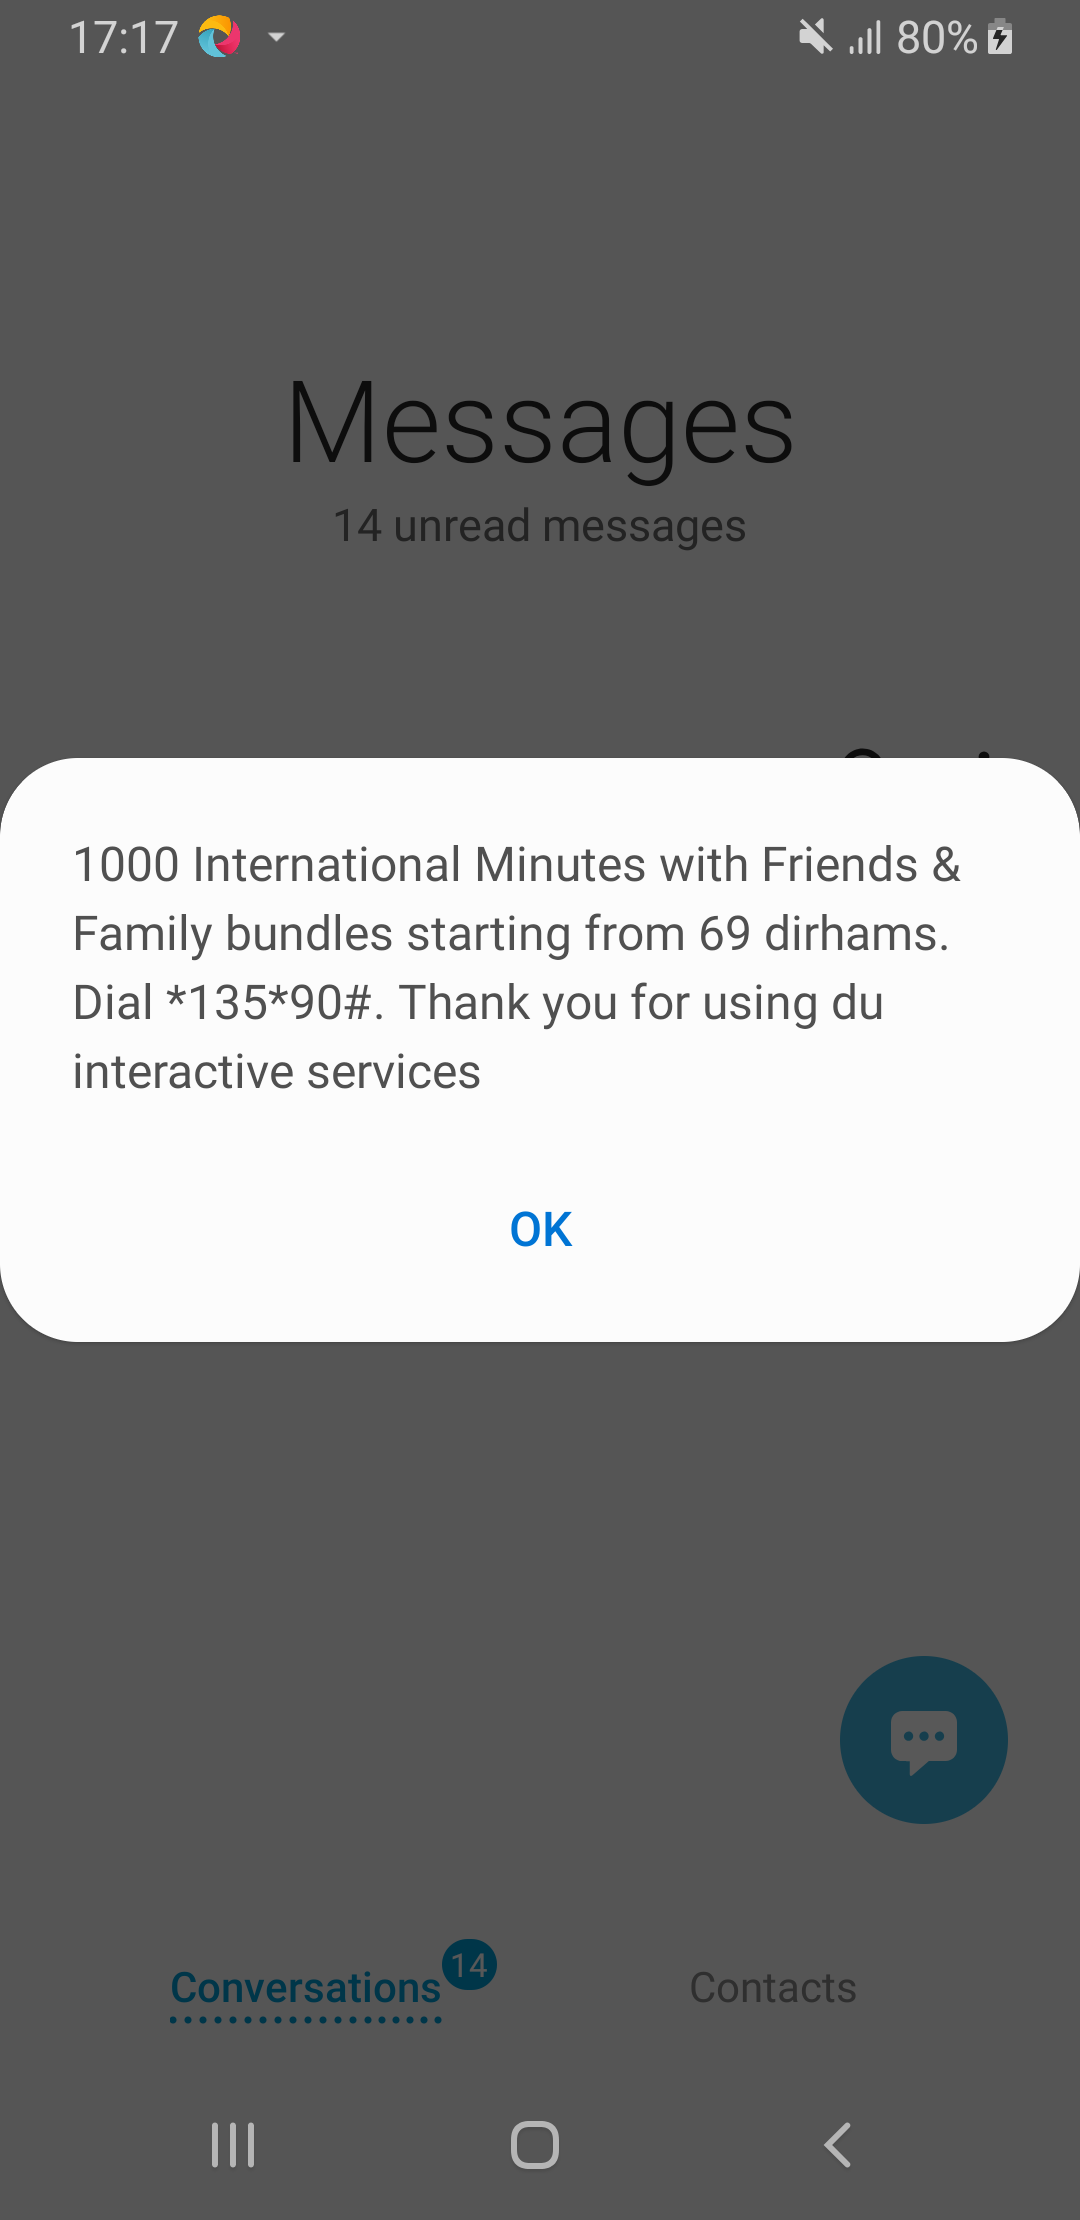 17:17
80%
Messages
14 unread messages
1000 International Minutes with Friends &
Family bundles starting from 69 dirhams.
Dial *135*90#. Thank you for using du
interactive services
OK
Conversations 14
Contacts